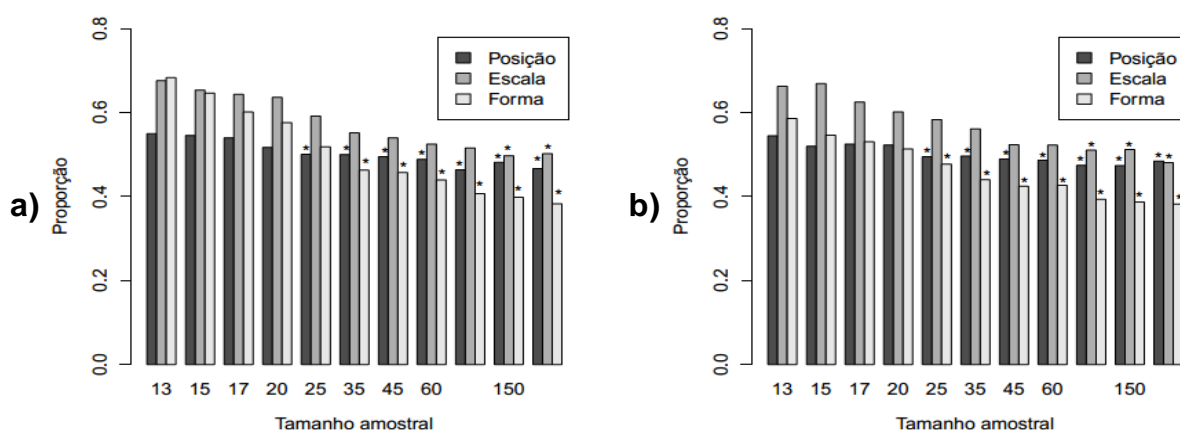 a)
Proporção
0.0
0.2
0.4
0.6
0.8
Posição
Escala
Forma
* * * * * * *
* *
* * * * * *
13 15 17 20 25 35 45 60 150
Tamanho amostral
b)
Proporção
0.0
0.2
0.4
0.6
0.8
Posição
Escala
Forma
* * * * * * *
* * *
* * * * * * *
13 15 17 20 25 35 45 60 150
Tamanho amostral